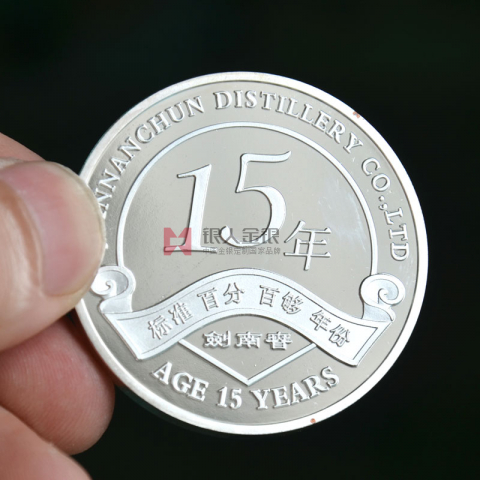 NNANCHUN DISTILLERY CO.,LTD
15年
银人金银
标准 百分 百够 年份
剑南春
AGE 15 YEARS